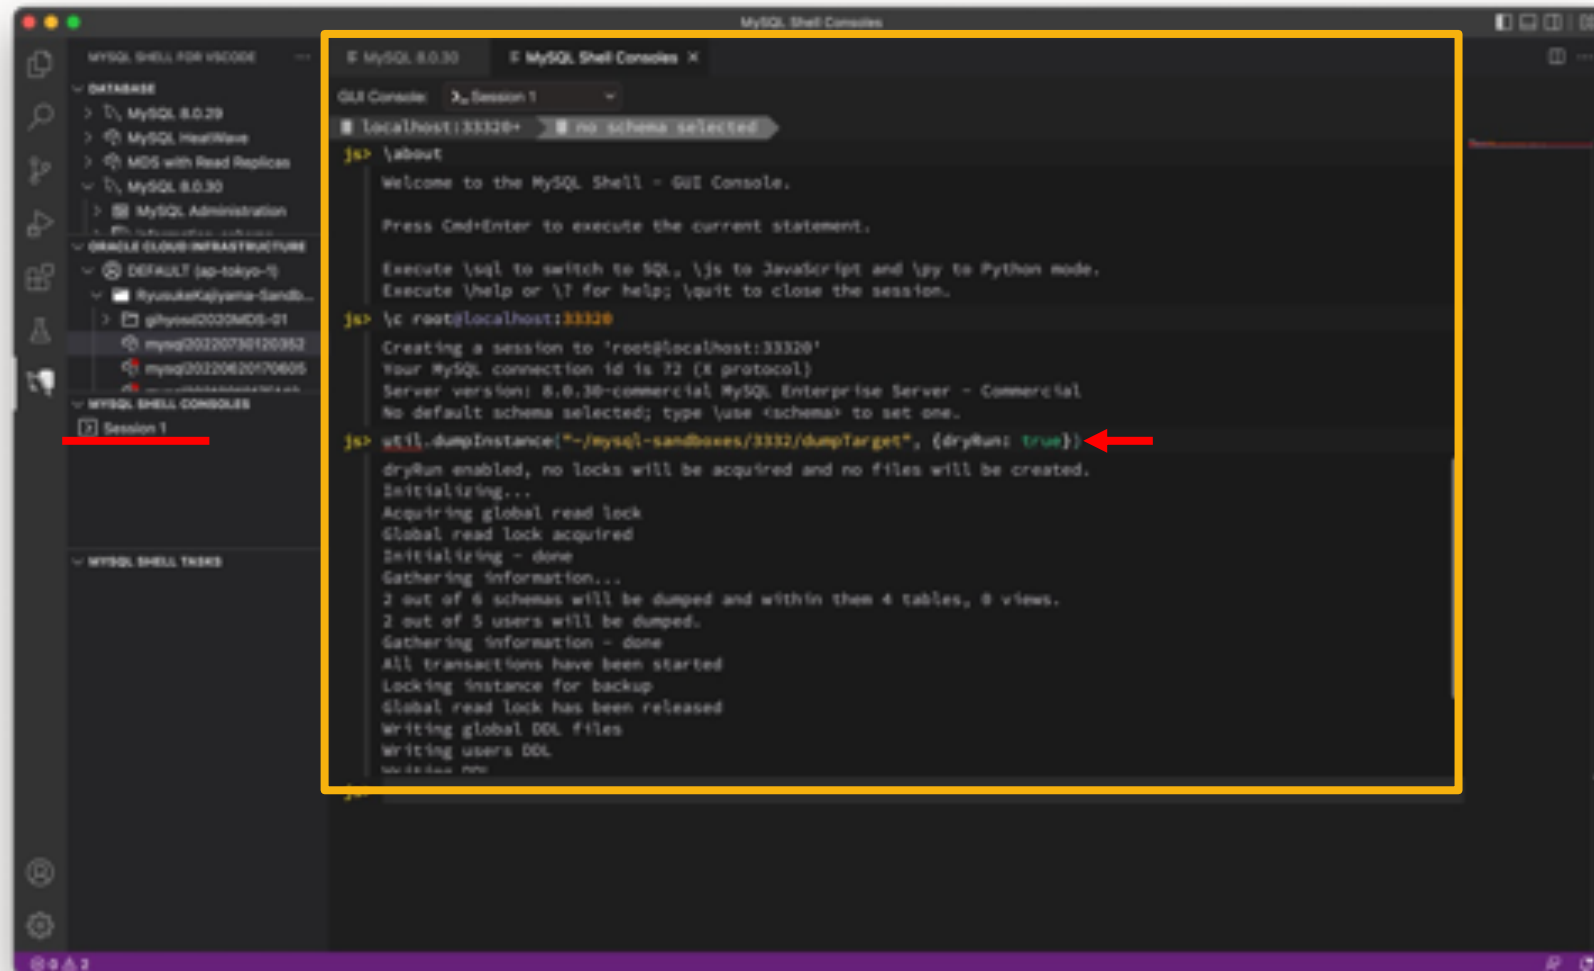 MySQL Shell Consoles
MYSQL SHELL FOR VSCODE
DATABASE
MySQL 8.0.29
MySQL HeatWave
MDS with Read Replicas
MySQL 8.0.30
MySQL Administration
ORACLE CLOUD INFRASTRUCTURE
DEFAULT (ap-tokyo-1)
RyusukeKajiyama-Sandb...
gihyosd2020MDS-01
mysql20220730120352
mysql20220620170605
MYSQL SHELL CONSOLES
Session 1
MYSQL SHELL TASKS
MySQL 8.0.30
MySQL Shell Consoles
GUI Console: Session 1
localhost:33320+ no schema selected
js> \about
Welcome to the MySQL Shell - GUI Console.
Press Cmd+Enter to execute the current statement.
Execute \sql to switch to SQL, \js to JavaScript and \py to Python mode.
Execute \help or \? for help; \quit to close the session.
js> \c root@localhost:33320
Creating a session to 'root@localhost:33320'
Your MySQL connection id is 72 (X protocol)
Server version: 8.0.30-commercial MySQL Enterprise Server - Commercial
No default schema selected; type \use <schema> to set one.
js> util.dumpInstance("~/mysql-sandboxes/3332/dumpTarget", {dryRun: true})
dryRun enabled, no locks will be acquired and no files will be created.
Initializing...
Acquiring global read lock
Global read lock acquired
Initializing - done
Gathering information...
2 out of 6 schemas will be dumped and within them 4 tables, 0 views.
2 out of 5 users will be dumped.
Gathering information - done
All transactions have been started
Locking instance for backup
Global read lock has been released
Writing global DDL files
Writing users DDL
Writing DDL
js>
0 2